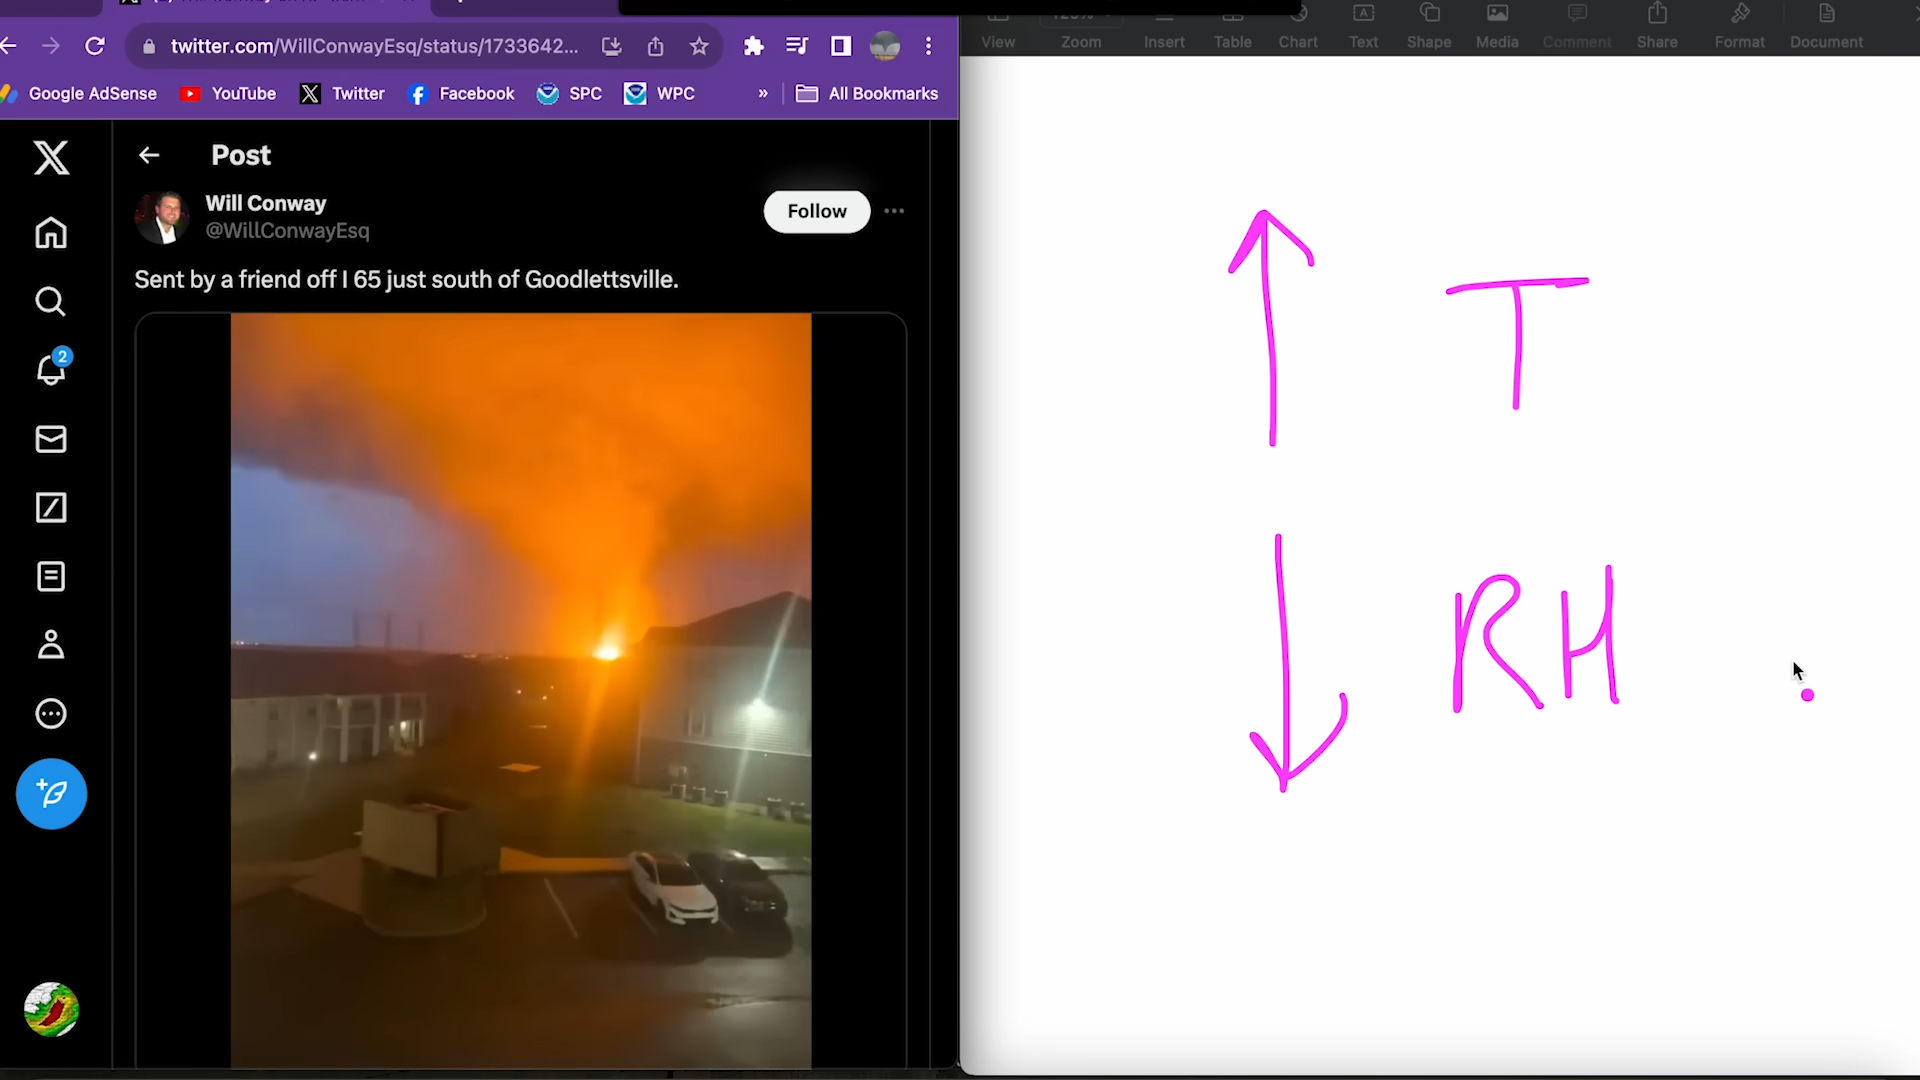 twitter.com/WillConwayEsq/status/1733642...
Google AdSense
YouTube
Twitter
Facebook
SPC
WPC
»
All Bookmarks
Post
Will Conway
@WillConwayEsq
Follow
Sent by a friend off I 65 just south of Goodlettsville.
2
View
Zoom
Insert
Table
Chart
Text
Shape
Media
Comment
Share
Format
Document
T
RH